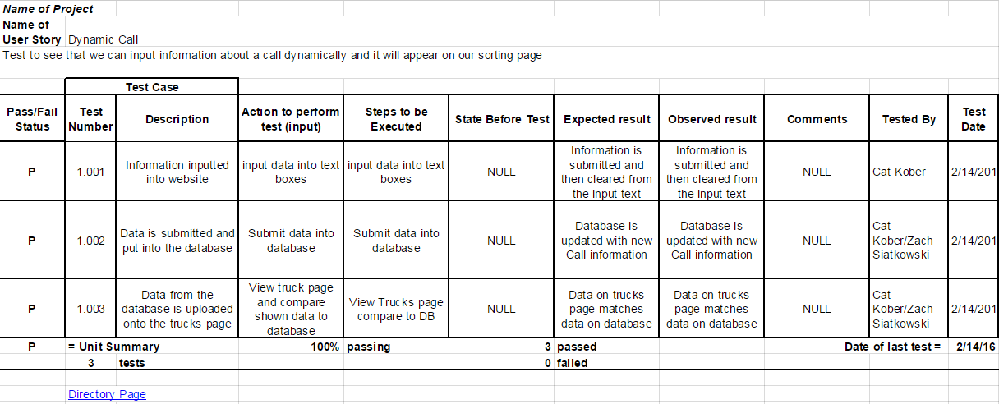 Name of Project
Name of
User Story Dynamic Call
Test to see that we can input information about a call dynamically and it will appear on our sorting page
Test Case
Pass/Fail
Status
Test
Number
Description
Action to perform
test (input)
Steps to be
Executed
State Before Test
Expected result
Observed result
Comments
Tested By
Test
Date
P
1.001
Information inputted
into website
input data into text
boxes
input data into text
boxes
NULL
Information is
submitted and
then cleared from
the input text
Information is
submitted and
then cleared from
the input text
NULL
Cat Kober
2/14/201
P
1.002
Data is submitted and
put into the database
Submit data into
database
Submit data into
database
NULL
Database is
updated with new
Call information
Database is
updated with new
Call information
NULL
Cat
Kober/Zach
Siatkowski
2/14/201
P
1.003
Data from the
database is uploaded
onto the trucks page
View truck page
and compare
shown data to
database
View Trucks page
compare to DB
NULL
Data on trucks
page matches
data on database
Data on trucks
page matches
data on database
NULL
Cat
Kober/Zach
Siatkowski
2/14/201
P = Unit Summary 100% passing 3 passed Date of last test = 2/14/16
3 tests 0 failed
Directory Page